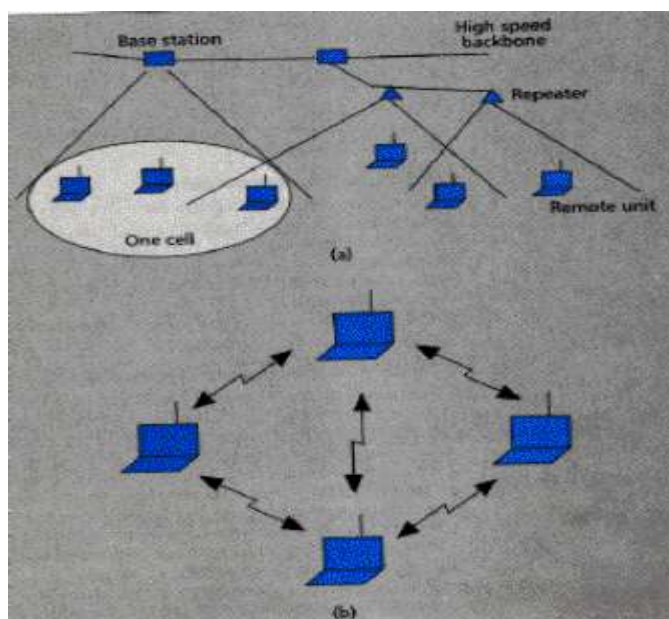 Base station
High speed
backbone
Repeater
Remote unit
One cell
(a)
(b)